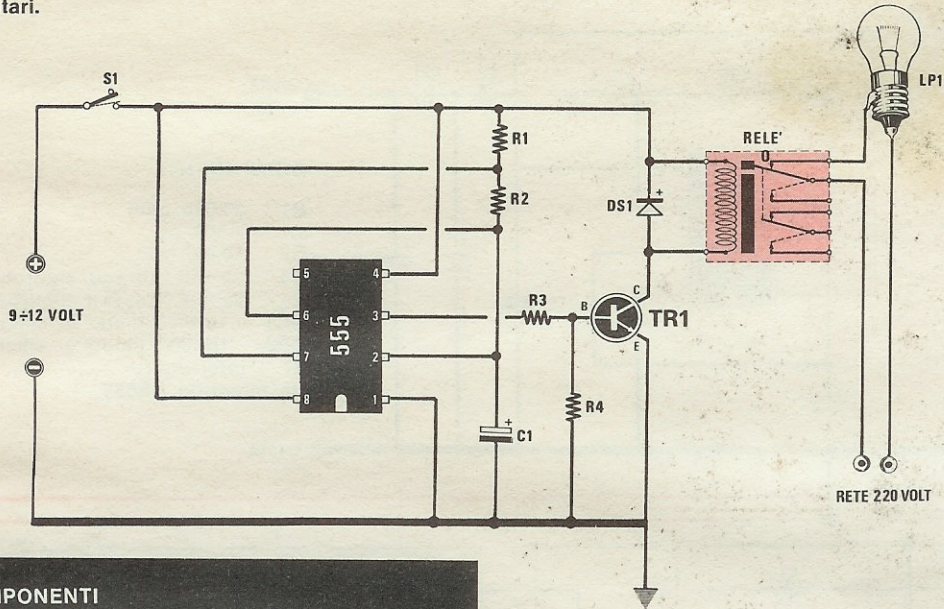 tari.
S1
LP1
R1
RELE'
O
R2
DS1
+
5
4
C
9÷12 VOLT
6
555
3
R3
B
TR1
E
7
2
8
1
R4
+
C1
RETE 220 VOLT
MPONENTI